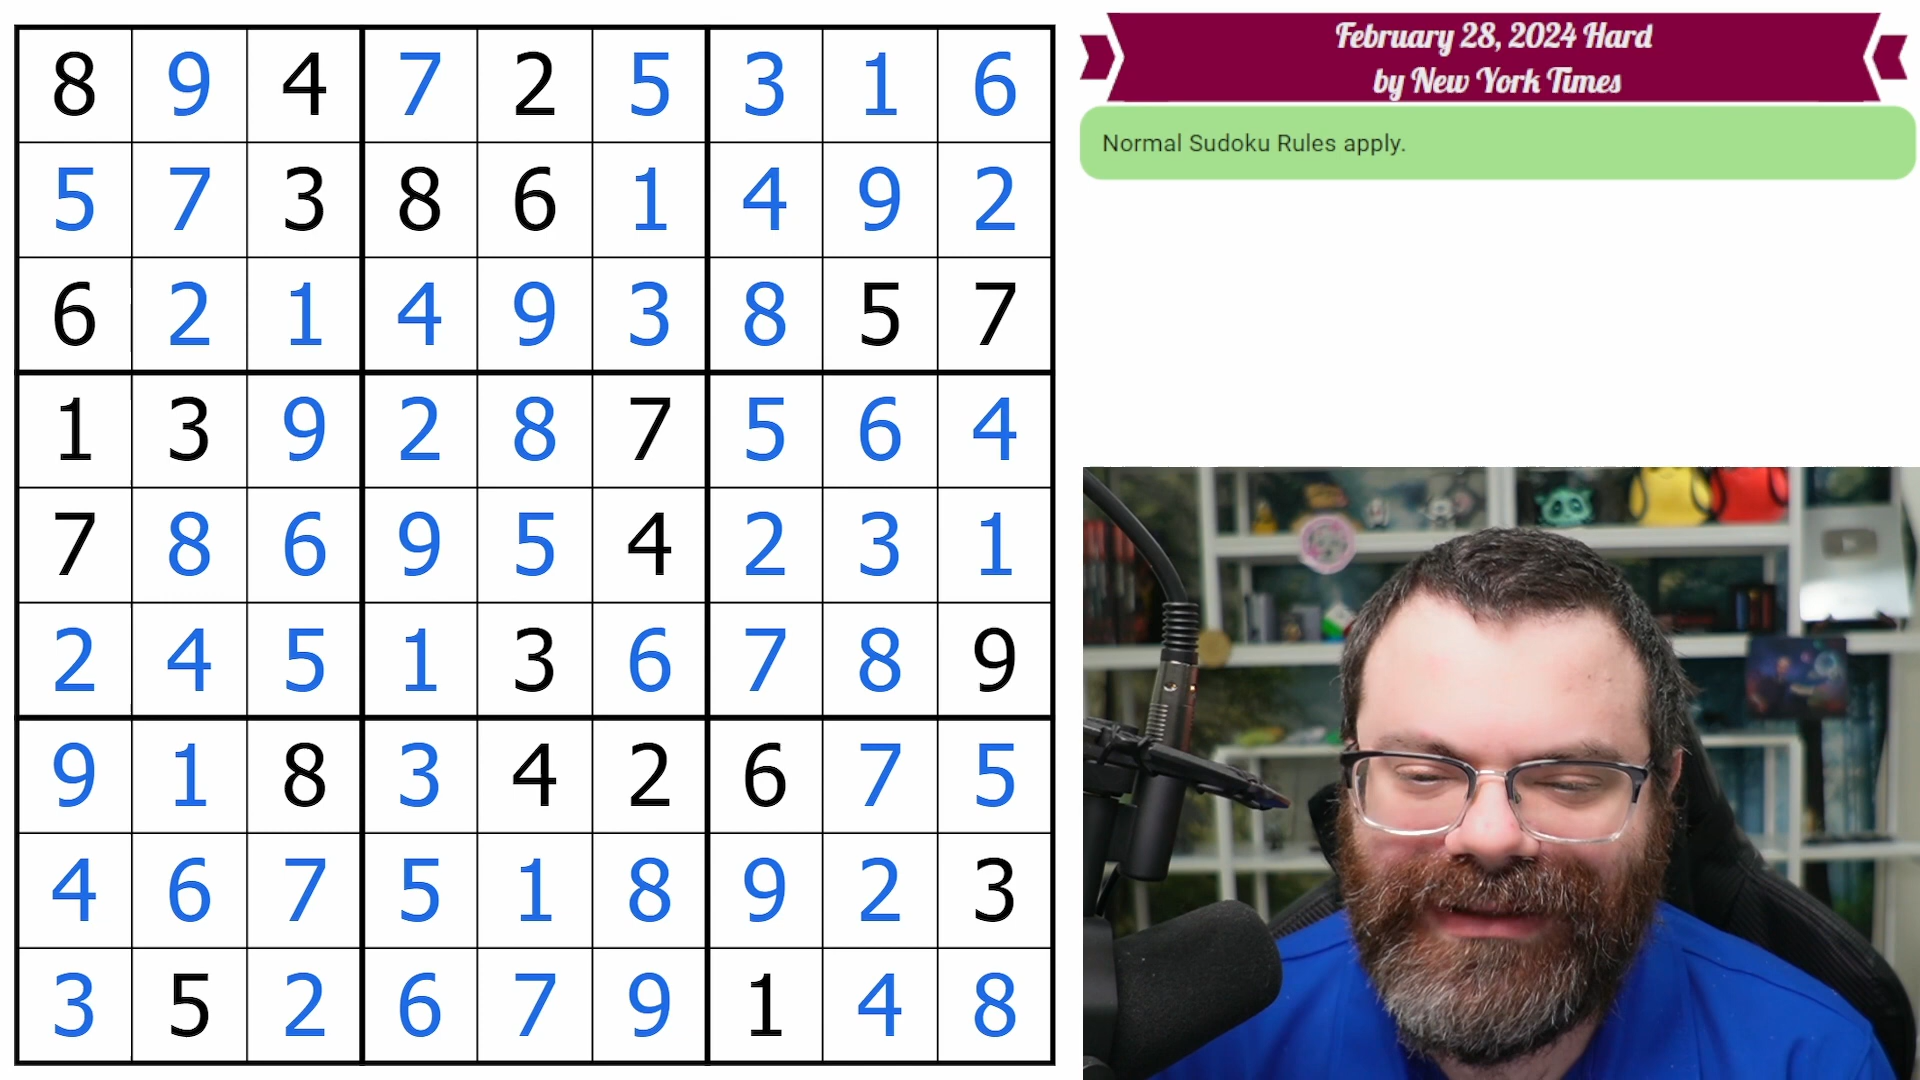 8 9 4 7 2 5 3 1 6
5 7 3 8 6 1 4 9 2
6 2 1 4 9 3 8 5 7
1 3 9 2 8 7 5 6 4
7 8 6 9 5 4 2 3 1
2 4 5 1 3 6 7 8 9
9 1 8 3 4 2 6 7 5
4 6 7 5 1 8 9 2 3
3 5 2 6 7 9 1 4 8
February 28, 2024 Hard
by New York Times
Normal Sudoku Rules apply.